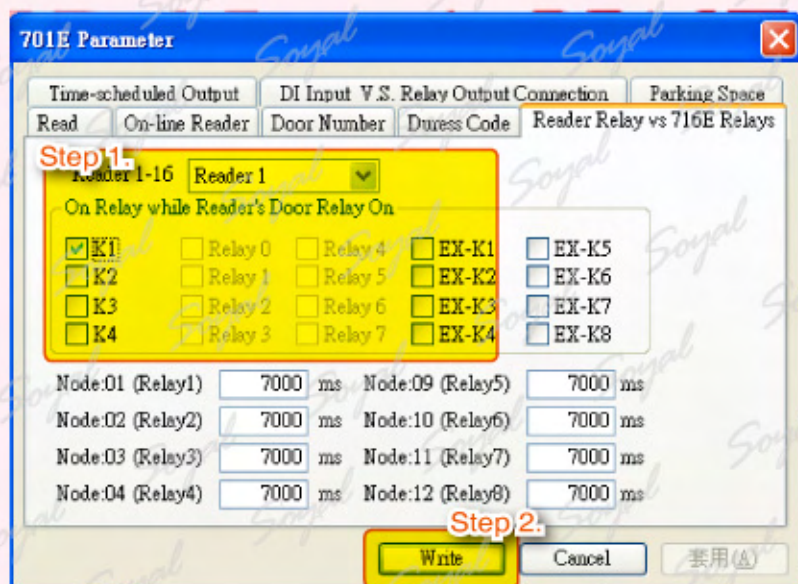 701E Parameter
Time-scheduled Output DI Input V.S. Relay Output Connection Parking Space
Read On-line Reader Door Number Duress Code Reader Relay vs 716E Relays
Step 1.
Reader 1-16 Reader 1
On Relay while Reader's Door Relay On
K1 Relay 0 Relay 4 EX-K1 EX-K5
K2 Relay 1 Relay 5 EX-K2 EX-K6
K3 Relay 2 Relay 6 EX-K3 EX-K7
K4 Relay 3 Relay 7 EX-K4 EX-K8
Node:01 (Relay1) 7000 ms Node:09 (Relay5) 7000 ms
Node:02 (Relay2) 7000 ms Node:10 (Relay6) 7000 ms
Node:03 (Relay3) 7000 ms Node:11 (Relay7) 7000 ms
Node:04 (Relay4) 7000 ms Node:12 (Relay8) 7000 ms
Step 2.
Write Cancel 套用(A)
Soyal